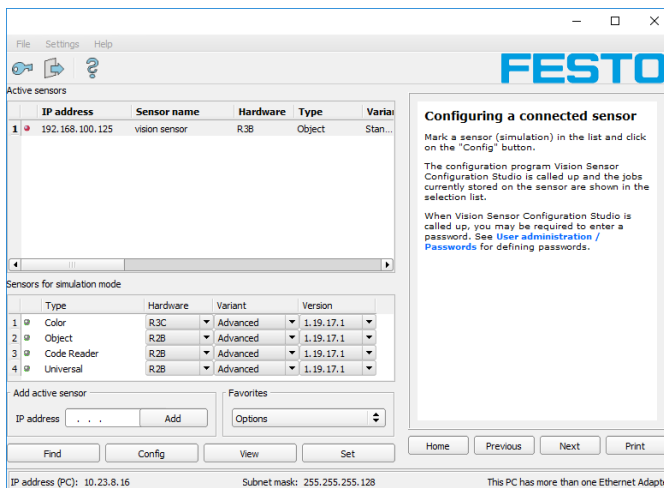 File Settings Help
FESTO
Active sensors
IP address Sensor name Hardware Type Varia
1 192.168.100.125 vision sensor R3B Object Stan...
Sensors for simulation mode
Type Hardware Variant Version
1 Color R3C Advanced 1.19.17.1
2 Object R2B Advanced 1.19.17.1
3 Code Reader R2B Advanced 1.19.17.1
4 Universal R2B Advanced 1.19.17.1
Add active sensor
IP address . . . Add
Favorites
Options
Find Config View Set
Configuring a connected sensor
Mark a sensor (simulation) in the list and click
on the "Config" button.
The configuration program Vision Sensor
Configuration Studio is called up and the jobs
currently stored on the sensor are shown in the
selection list.
When Vision Sensor Configuration Studio is
called up, you may be required to enter a
password. See User administration /
Passwords for defining passwords.
Home Previous Next Print
IP address (PC): 10.23.8.16 Subnet mask: 255.255.255.128 This PC has more than one Ethernet Adapte